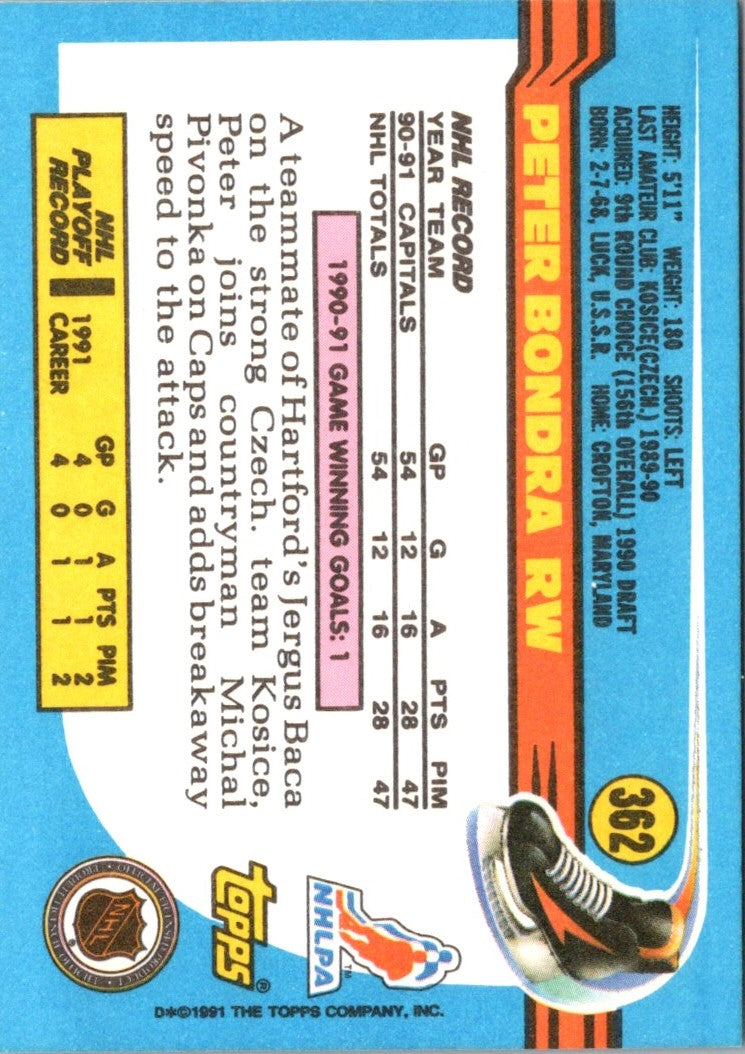 362
HEIGHT: 5'11" WEIGHT: 180 SHOOTS: LEFT
LAST AMATEUR CLUB: KOSICE(CZECH.) 1989-90
ACQUIRED: 9th ROUND CHOICE (156th OVERALL) 1990 DRAFT
BORN: 2-7-68, LUCK, U.S.S.R. HOME: CROFTON, MARYLAND
PETER BONDRA RW
NHL RECORD
YEAR TEAM GP G A PTS PIM
90-91 CAPITALS 54 12 16 28 47
NHL TOTALS 54 12 16 28 47
1990-91 GAME WINNING GOALS: 1
A teammate of Hartford's Jergus Baca
on the strong Czech. team Kosice,
Peter joins countryman Michal
Pivonka on Caps and adds breakaway
speed to the attack.
NHL PLAYOFF RECORD
GP G A PTS PIM
1991 4 0 1 1 2
CAREER 4 0 1 1 2
NHLPA
TM
topps®
NHL
D✻©1991 THE TOPPS COMPANY, INC.